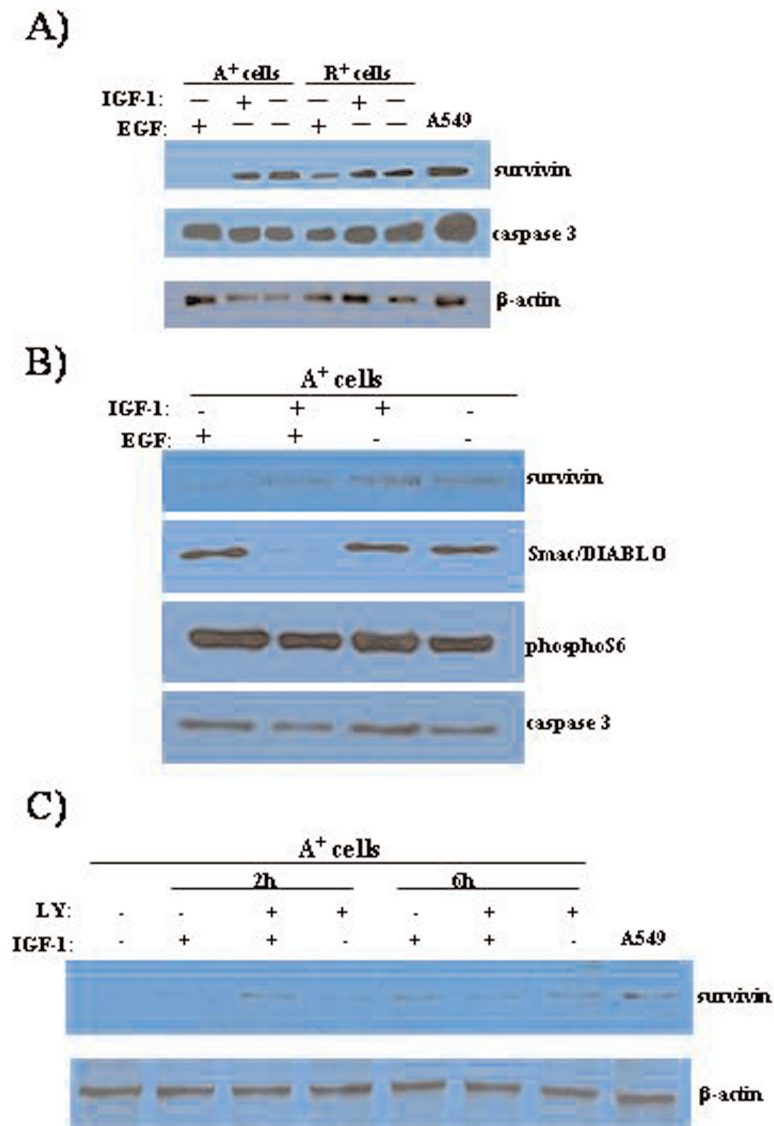 A)
A+ cells R+ cells
IGF-1: — + — — + —
EGF: + — — + — — A549
survivin
caspase 3
β-actin
B)
A+ cells
IGF-1: - + + -
EGF: + + - -
survivin
Smac/DIABLO
phosphoS6
caspase 3
C)
A+ cells
2h 6h
LY: - - + + - + +
IGF-1: - + + - + + - A549
survivin
β-actin